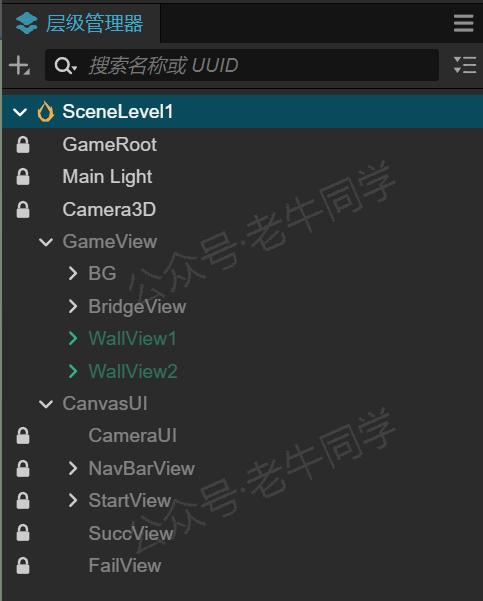 层级管理器
搜索名称或 UUID
SceneLevel1
GameRoot
Main Light
Camera3D
GameView
BG
BridgeView
WallView1
WallView2
CanvasUI
CameraUI
NavBarView
StartView
SuccView
FailView
公众号·老牛同学
公众号·老牛同学